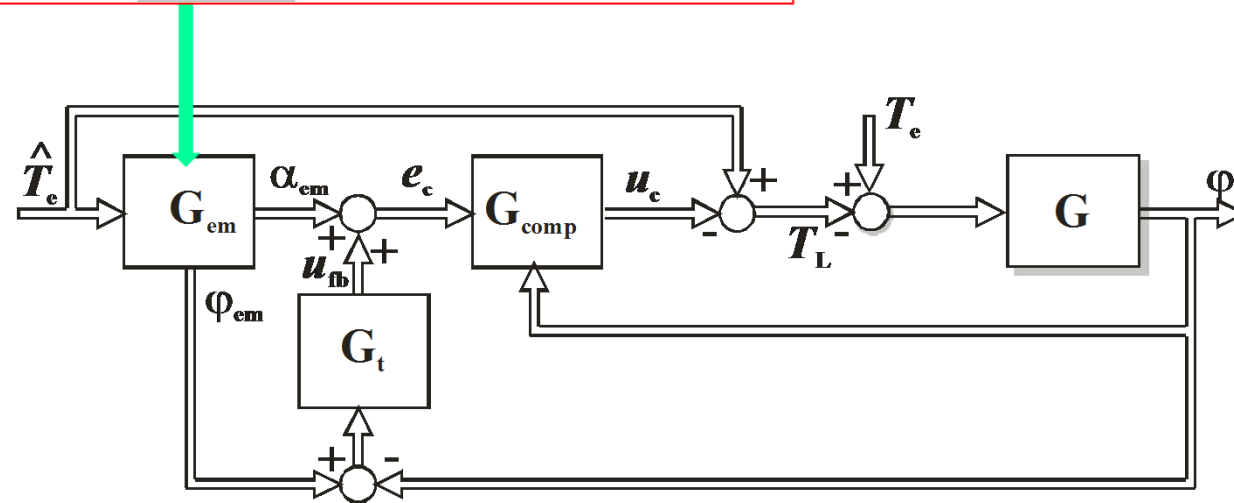 T̂e
Gem
αem
ec
Gcomp
uc
+
-
TL
+
-
Te
G
φ
+
+
ufb
φem
Gt
+
-